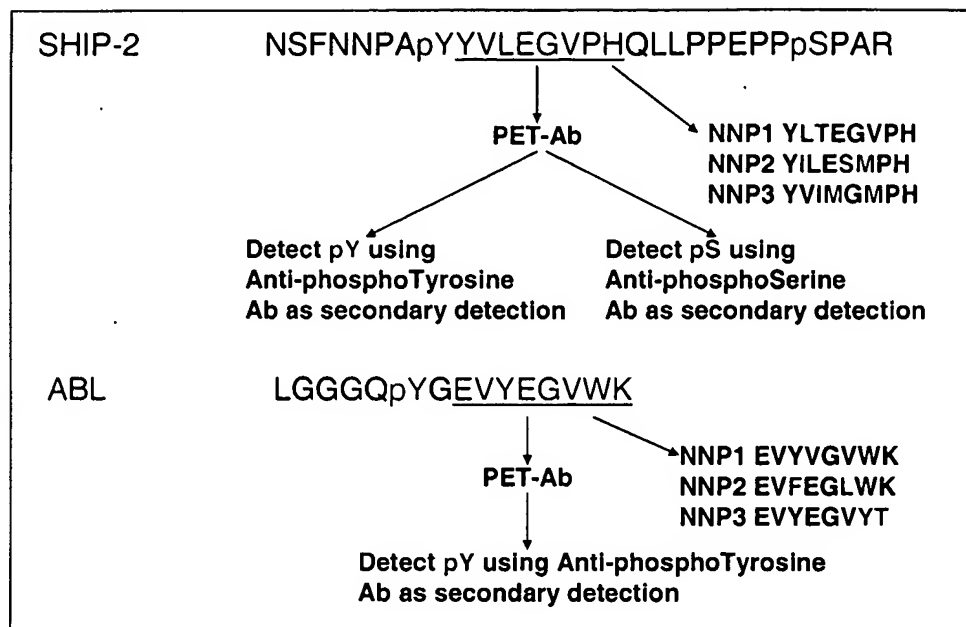 SHIP-2 NSFNNPApYYVLEGVPHQLLPPEPPpSPAR
PET-Ab
NNP1 YLTEGVPH
NNP2 YILESMPH
NNP3 YVIMGMPH
Detect pY using
Anti-phosphoTyrosine
Ab as secondary detection
Detect pS using
Anti-phosphoSerine
Ab as secondary detection
ABL LGGGQpYGEVYEGVWK
PET-Ab
NNP1 EVYVGVWK
NNP2 EVFEGLWK
NNP3 EVYEGVYT
Detect pY using Anti-phosphoTyrosine
Ab as secondary detection